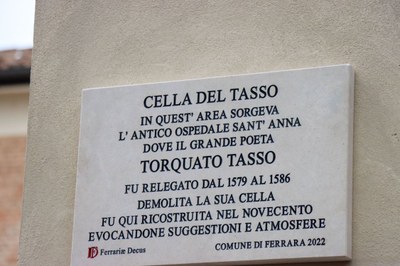 CELLA DEL TASSO
IN QUEST' AREA SORGEVA
L' ANTICO OSPEDALE SANT' ANNA
DOVE IL GRANDE POETA
TORQUATO TASSO
FU RELEGATO DAL 1579 AL 1586
DEMOLITA LA SUA CELLA
FU QUI RICOSTRUITA NEL NOVECENTO
EVOCANDONE SUGGESTIONI E ATMOSFERE
Ferrariæ Decus
COMUNE DI FERRARA 2022